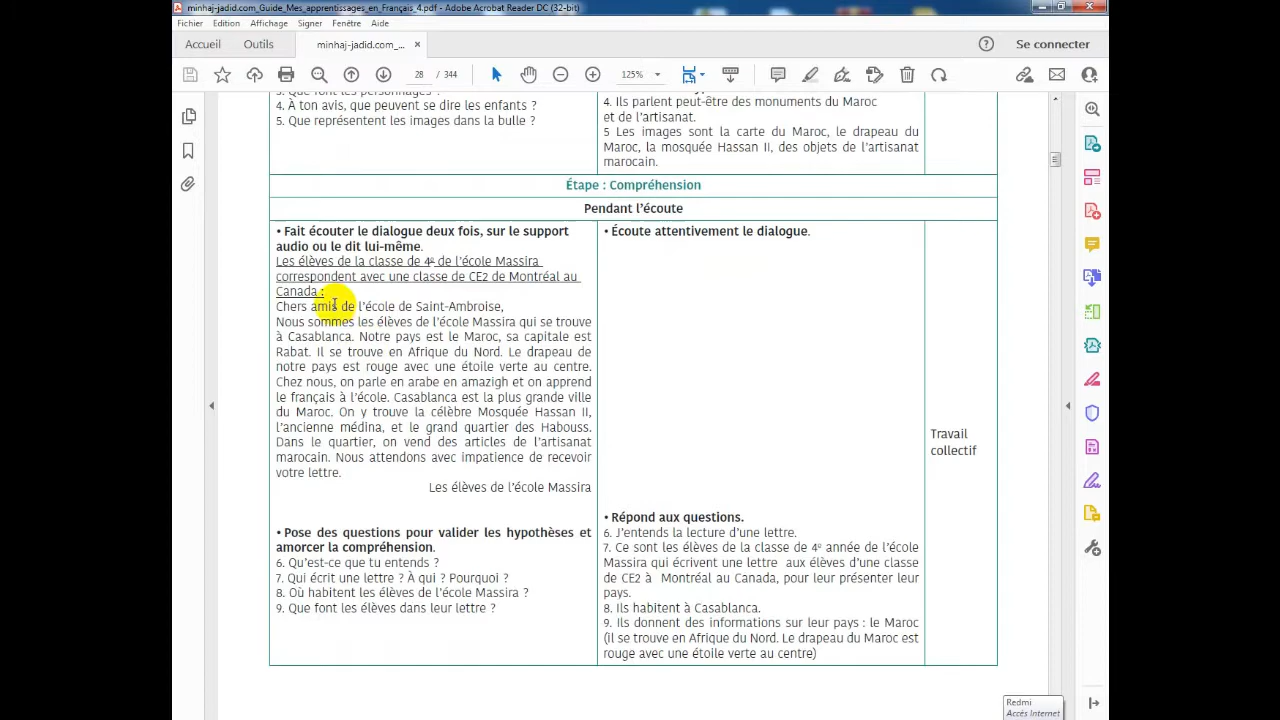 minhaj-jadid.com_Guide_Mes_apprentissages_en_Français_4.pdf - Adobe Acrobat Reader DC (32-bit)
Fichier Edition Affichage Signer Fenêtre Aide
Accueil Outils minhaj-jadid.com_... × Se connecter
28 / 344 125%
3. Que font les personnages ?
4. À ton avis, que peuvent se dire les enfants ?
5. Que représentent les images dans la bulle ?
4. Ils parlent peut-être des monuments du Maroc
et de l'artisanat.
5 Les images sont la carte du Maroc, le drapeau du
Maroc, la mosquée Hassan II, des objets de l'artisanat
marocain.
Étape : Compréhension
Pendant l'écoute
• Fait écouter le dialogue deux fois, sur le support
audio ou le dit lui-même.
Les élèves de la classe de 4e de l'école Massira
correspondent avec une classe de CE2 de Montréal au
Canada :
Chers amis de l'école de Saint-Ambroise,
Nous sommes les élèves de l'école Massira qui se trouve
à Casablanca. Notre pays est le Maroc, sa capitale est
Rabat. Il se trouve en Afrique du Nord. Le drapeau de
notre pays est rouge avec une étoile verte au centre.
Chez nous, on parle en arabe en amazigh et on apprend
le français à l'école. Casablanca est la plus grande ville
du Maroc. On y trouve la célèbre Mosquée Hassan II,
l'ancienne médina, et le grand quartier des Habouss.
Dans le quartier, on vend des articles de l'artisanat
marocain. Nous attendons avec impatience de recevoir
votre lettre.
Les élèves de l'école Massira
• Pose des questions pour valider les hypothèses et
amorcer la compréhension.
6. Qu'est-ce que tu entends ?
7. Qui écrit une lettre ? À qui ? Pourquoi ?
8. Où habitent les élèves de l'école Massira ?
9. Que font les élèves dans leur lettre ?
• Écoute attentivement le dialogue.
• Répond aux questions.
6. J'entends la lecture d'une lettre.
7. Ce sont les élèves de la classe de 4e année de l'école
Massira qui écrivent une lettre aux élèves d'une classe
de CE2 à Montréal au Canada, pour leur présenter leur
pays.
8. Ils habitent à Casablanca.
9. Ils donnent des informations sur leur pays : le Maroc
(il se trouve en Afrique du Nord. Le drapeau du Maroc est
rouge avec une étoile verte au centre)
Travail
collectif
Redmi
Accès Internet